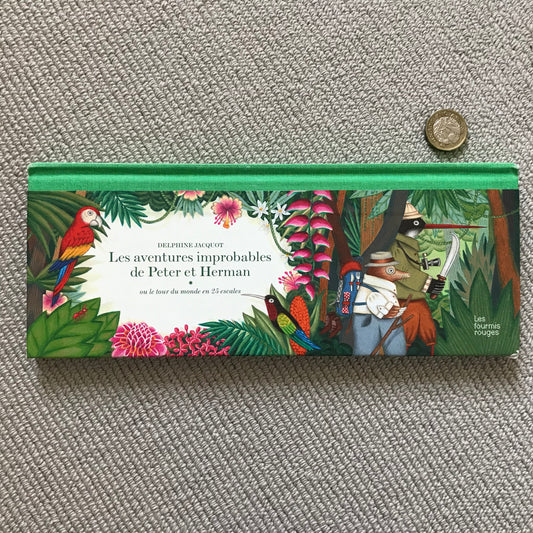 DELPHINE JACQUOT
Les aventures improbables
de Peter et Herman
ou le tour du monde en 25 escales
Les
fourmis
rouges